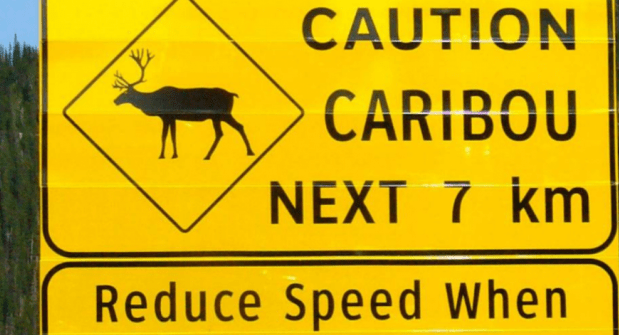 CAUTION
CARIBOU
NEXT 7 km
Reduce Speed When